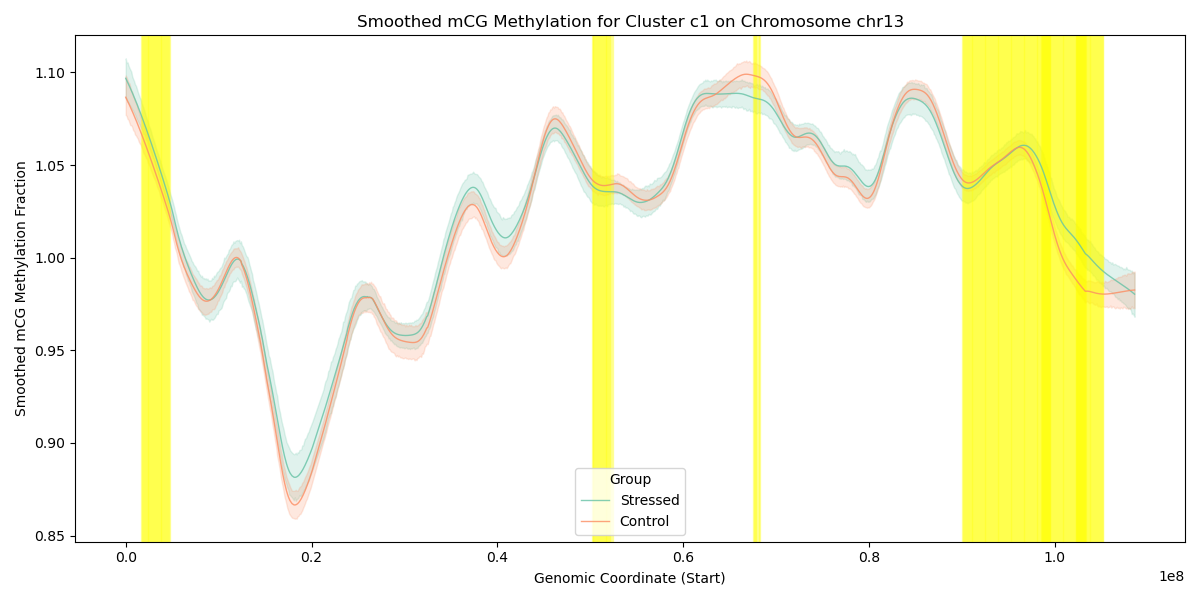 Smoothed mCG Methylation for Cluster c1 on Chromosome chr13
Smoothed mCG Methylation Fraction
1.10
1.05
1.00
0.95
0.90
0.85
Group
Stressed
Control
0.0
0.2
0.4
0.6
0.8
1.0
1e8
Genomic Coordinate (Start)